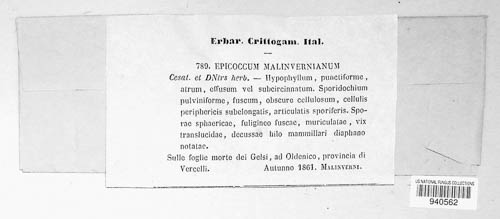 Erbar. Crittogam. Ital.
789. EPICOCCUM MALINVERNIANUM
Cesat. et DNtrs herb. — Hypophyllum, punctiforme,
atrum, effusum vel subcircinnatum. Sporidochium
pulviniforme, fuscum, obscure cellulosum, cellulis
periphericis subelongatis, articulatis sporiferis. Spo-
rae sphaericae, fuligineo fuscae, muriculatae, vix
translucidae, decussae hilo mammillari diaphano
notatae.
Sulle foglie morte dei Gelsi, ad Oldenico, provincia di
Vercelli. Autunno 1861. MALINVERNI.
US NATIONAL FUNGUS COLLECTIONS
940562